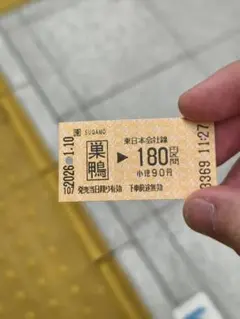 SUGAMO
東日本会社線
巣鴨 ▶ 180円区間
小児90円
発売当日限り有効 下車前途無効
2026.-1.10
107
3369 11:27